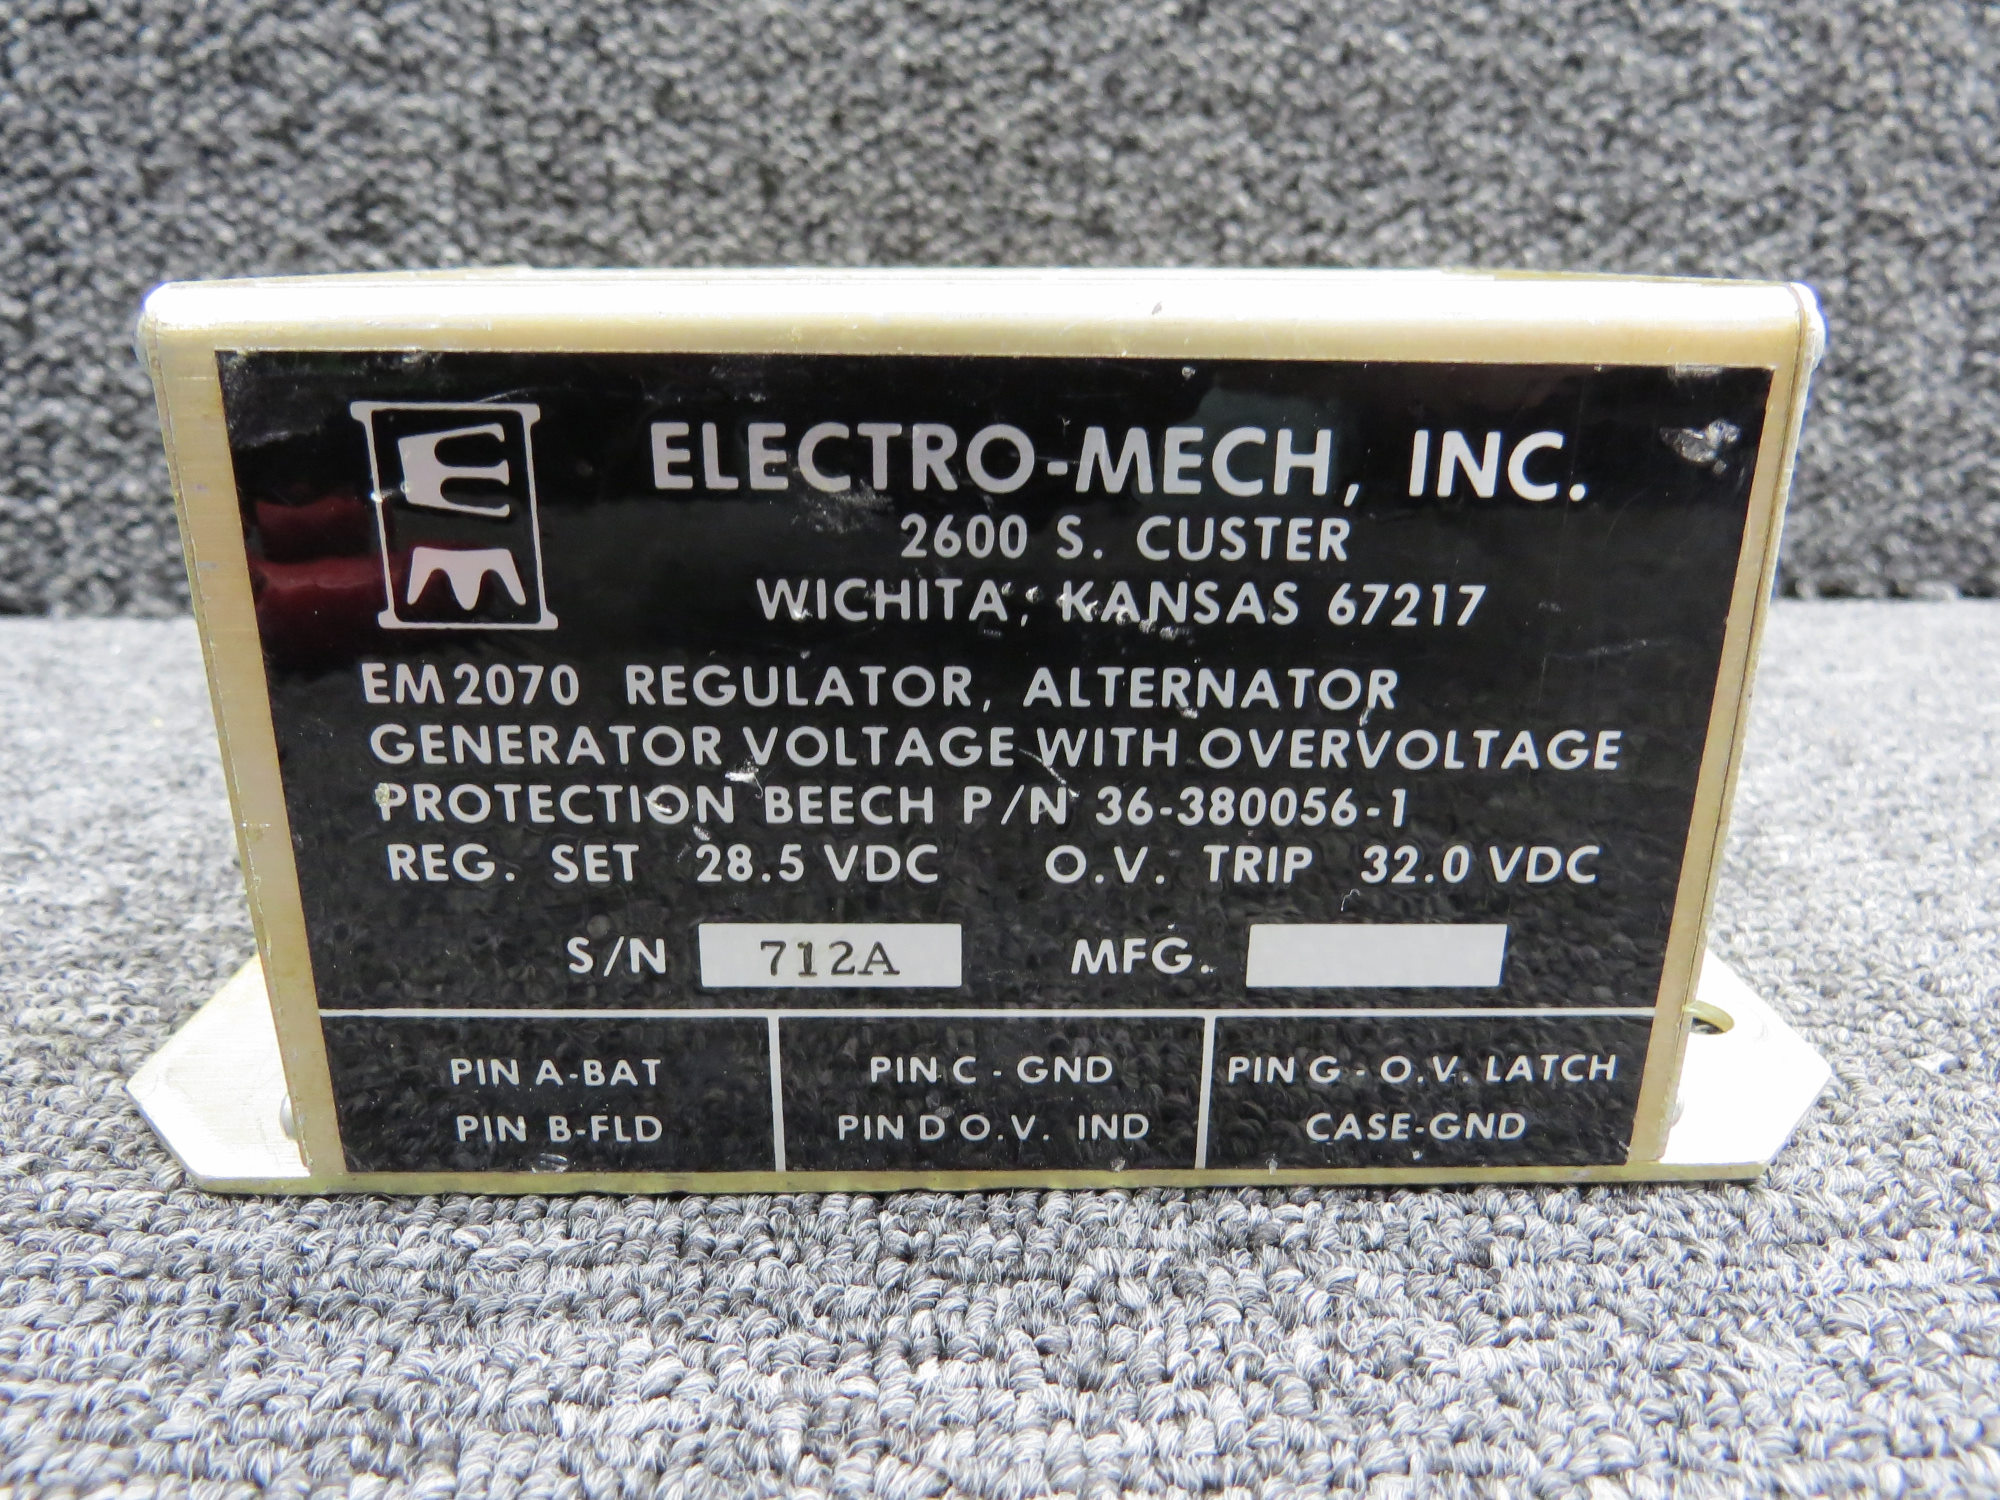 EM
ELECTRO-MECH, INC.
2600 S. CUSTER
WICHITA, KANSAS 67217
EM2070 REGULATOR, ALTERNATOR
GENERATOR VOLTAGE WITH OVERVOLTAGE
PROTECTION BEECH P/N 36-380056-1
REG. SET 28.5 VDC O.V. TRIP 32.0 VDC
S/N 712A MFG.
PIN A-BAT
PIN B-FLD
PIN C - GND
PIN D O.V. IND
PIN G - O.V. LATCH
CASE-GND